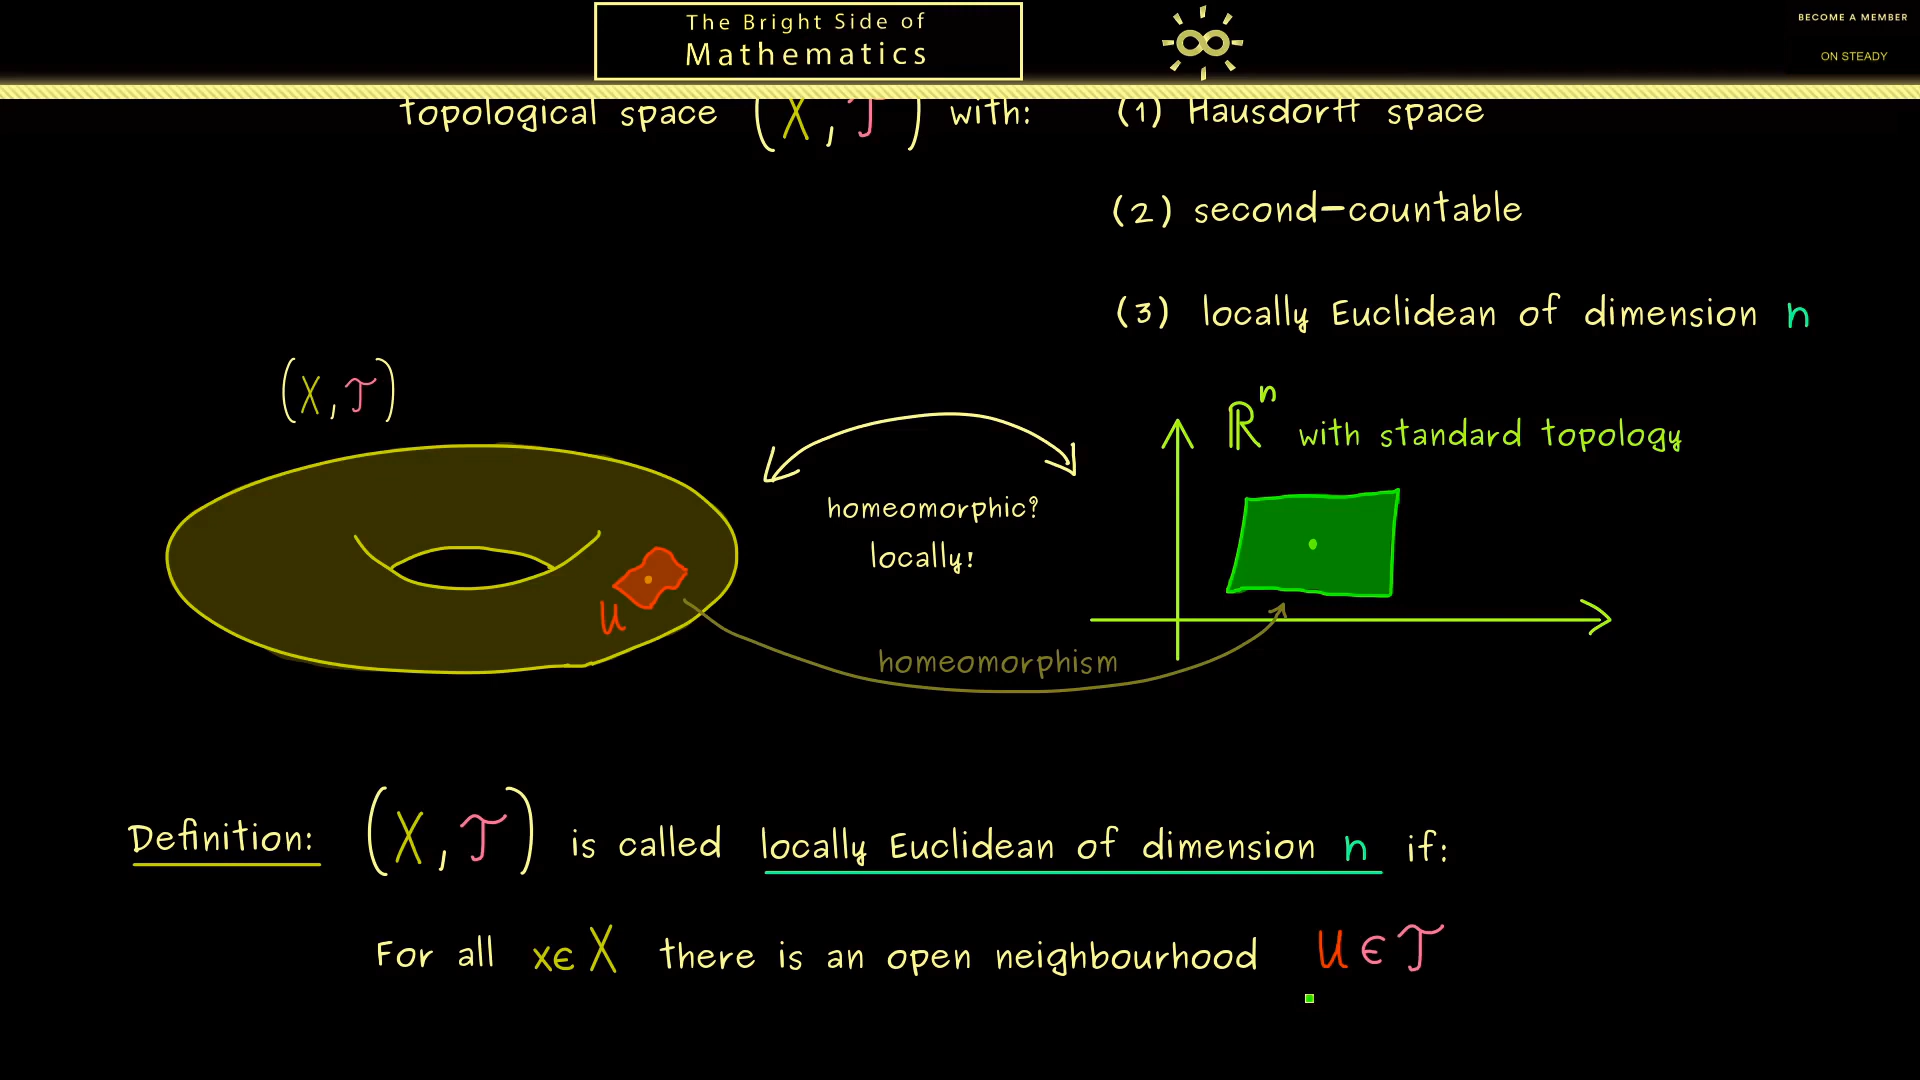 The Bright Side of
Mathematics
BECOME A MEMBER
ON STEADY
topological space (X, 𝒯) with: (1) Hausdorff space
(2) second-countable
(3) locally Euclidean of dimension n
(X, 𝒯)
ℝⁿ with standard topology
homeomorphic?
locally!
U
homeomorphism
Definition: (X, 𝒯) is called locally Euclidean of dimension n if:
For all x∈X there is an open neighbourhood U∈𝒯